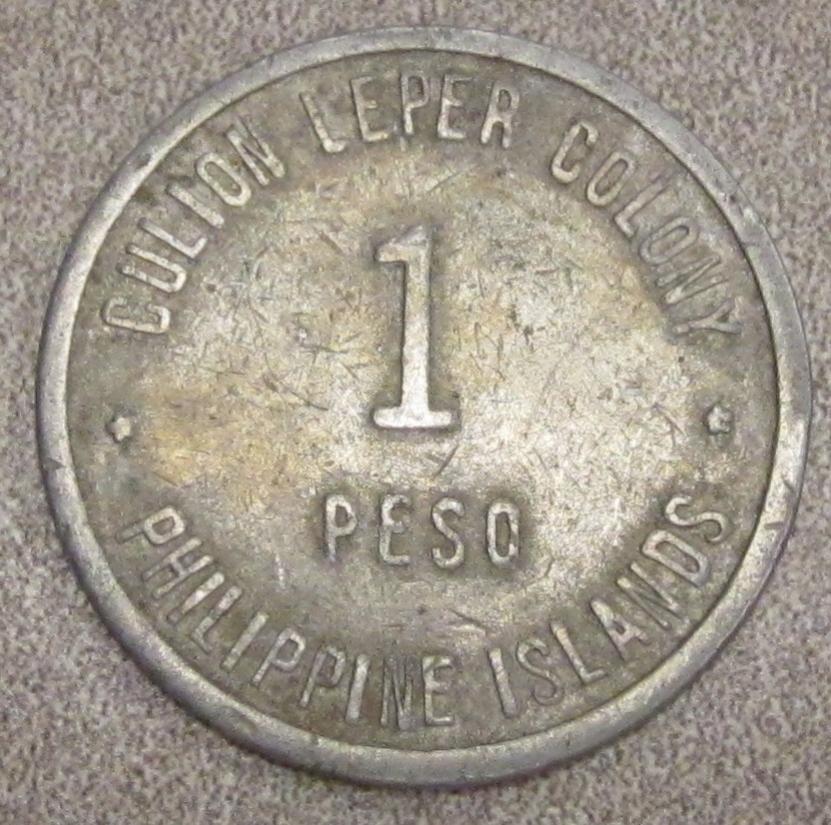 CULION LEPER COLONY
1
PESO
PHILIPPINE ISLANDS